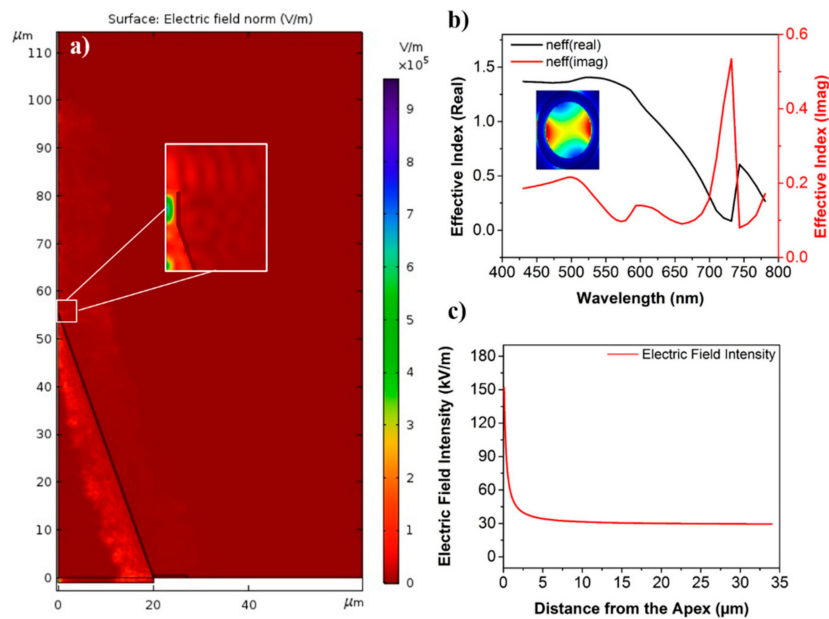 Surface: Electric field norm (V/m)
µm
a)
110
100
90
80
70
60
50
40
30
20
10
0
0
20
40
µm
V/m
×10⁵
9
8
7
6
5
4
3
2
1
0
b)
neff(real)
neff(imag)
Effective Index (Real)
1.5
1.0
0.5
0.0
0.6
0.4
0.2
0.0
Effective Index (Imag)
400 450 500 550 600 650 700 750 800
Wavelength (nm)
c)
Electric Field Intensity
Electric Field Intensity (kV/m)
180
150
120
90
60
30
0
0 5 10 15 20 25 30 35
Distance from the Apex (µm)